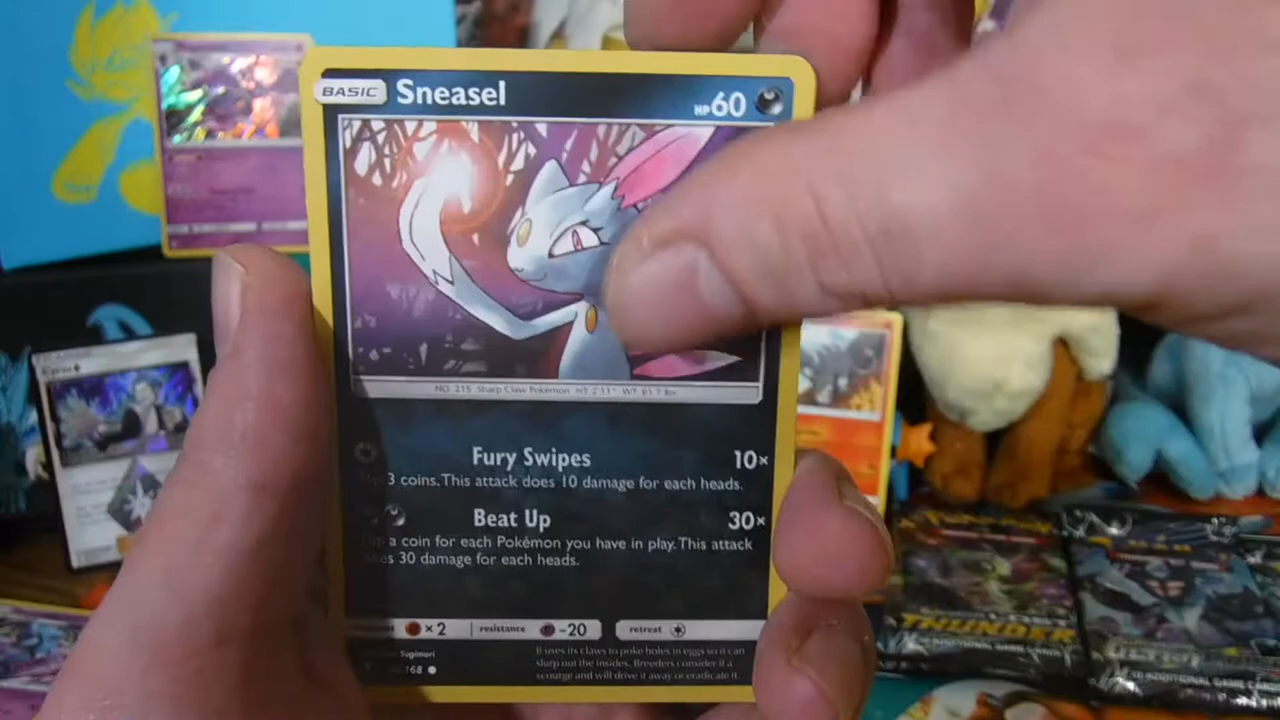 BASIC Sneasel HP60
NO. 215 Sharp Claw Pokémon HT: 2'11" WT: 61.7 lbs
Fury Swipes 10×
3 coins. This attack does 10 damage for each heads.
Beat Up 30×
a coin for each Pokémon you have in play. This attack
30 damage for each heads.
×2 resistance -20 retreat
Sugimori
168
It uses its claws to poke holes in eggs so it can
slurp out the insides. Breeders consider it a
scourge and will drive it away or eradicate it.
Cyrus
THUNDER
ULTRA